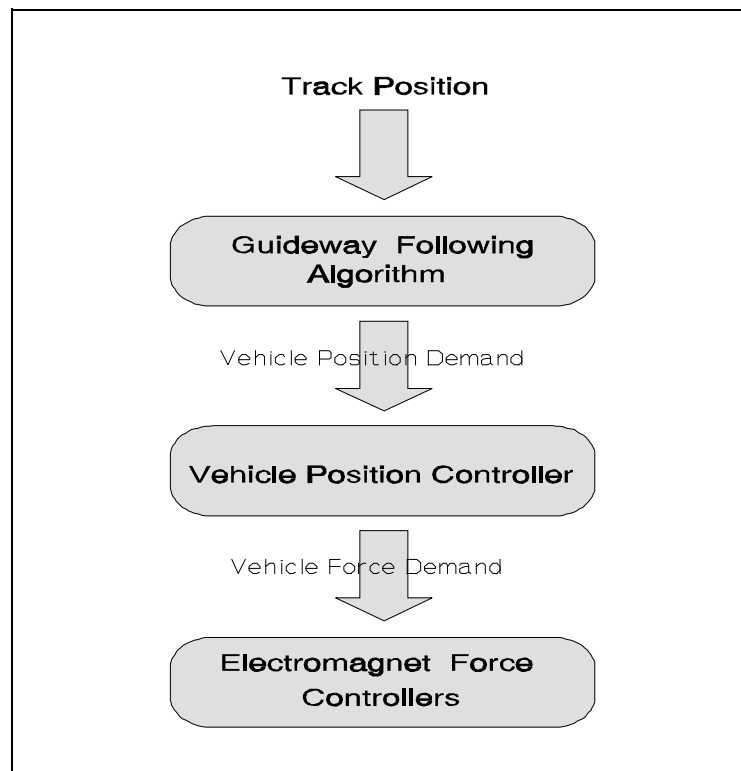 Track Position
Guideway Following
Algorithm
Vehicle Position Demand
Vehicle Position Controller
Vehicle Force Demand
Electromagnet Force
Controllers